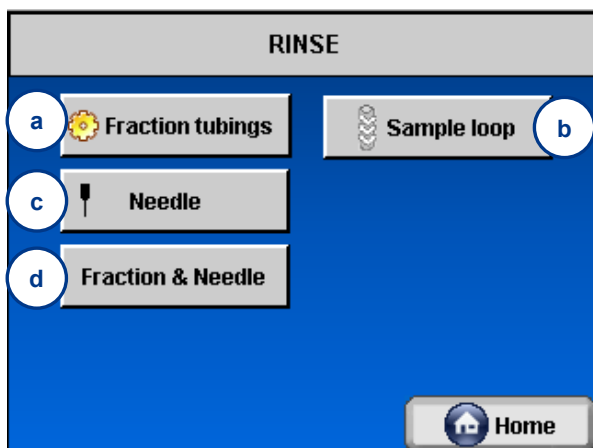 RINSE
a Fraction tubings
Sample loop b
c Needle
d Fraction & Needle
Home